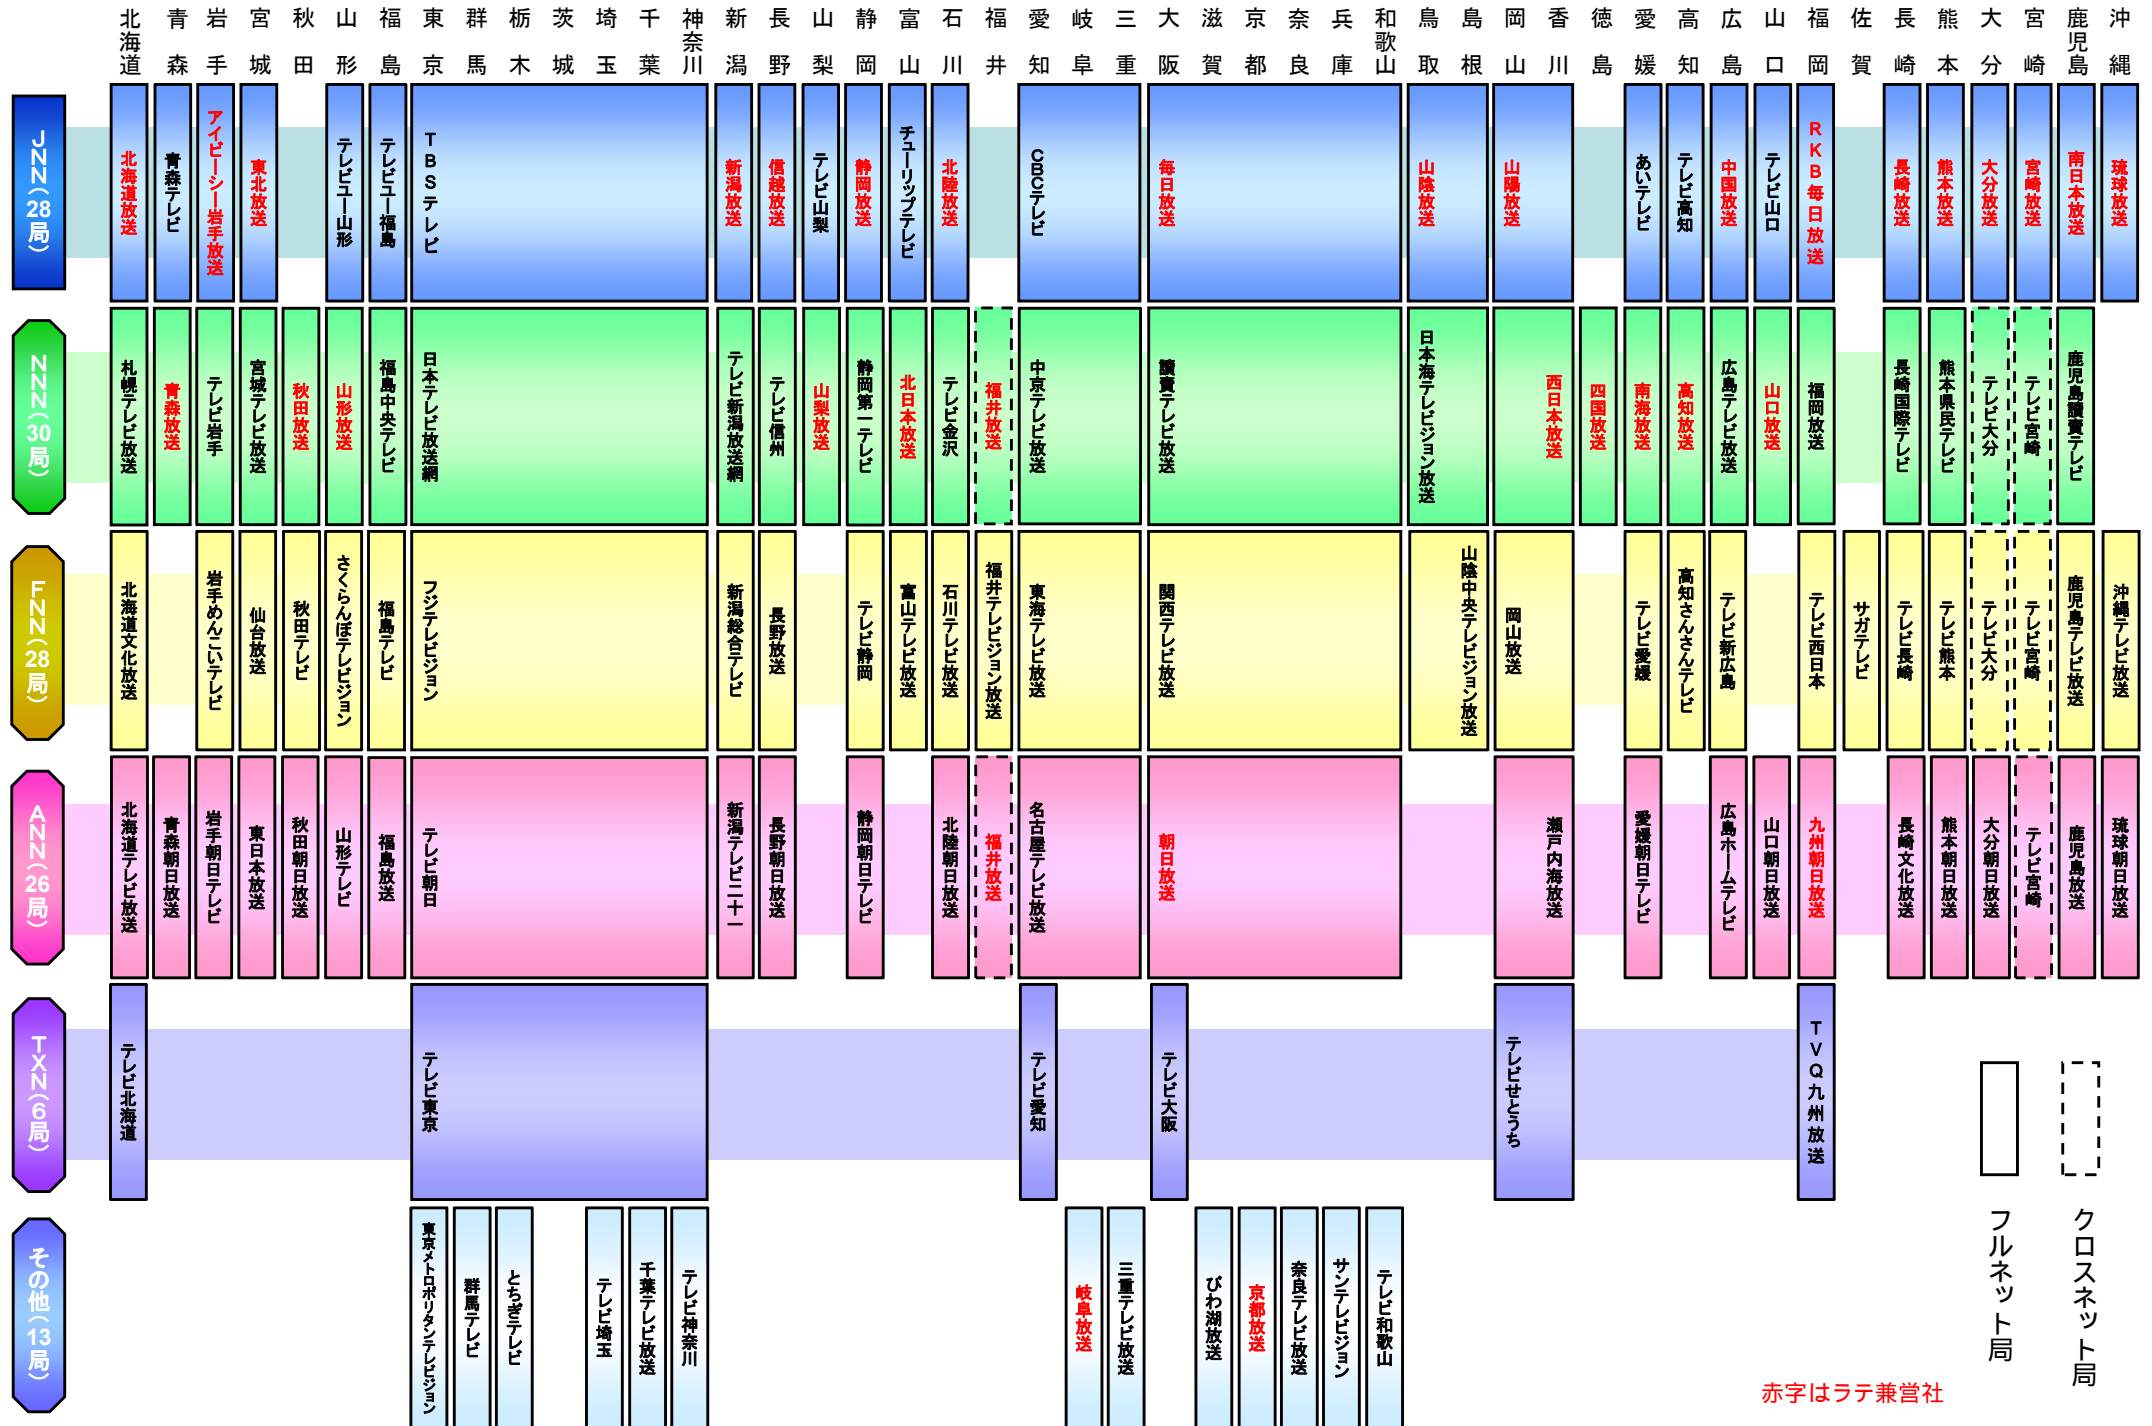 北海道 青森 岩手 宮城 秋田 山形 福島 東京 群馬 栃木 茨城 埼玉 千葉 神奈川 新潟 長野 山梨 静岡 富山 石川 福井 愛知 岐阜 三重 大阪 滋賀 京都 奈良 兵庫 和歌山 鳥取 島根 岡山 香川 徳島 愛媛 高知 広島 山口 福岡 佐賀 長崎 熊本 大分 宮崎 鹿児島 沖縄
JNN(28局)
北海道放送
青森テレビ
アイビーシー岩手放送
東北放送
テレビユー山形
テレビユー福島
TBSテレビ
新潟放送
信越放送
テレビ山梨
静岡放送
チューリップテレビ
北陸放送
CBCテレビ
毎日放送
山陰放送
山陽放送
あいテレビ
テレビ高知
中国放送
テレビ山口
RKB毎日放送
長崎放送
熊本放送
大分放送
宮崎放送
南日本放送
琉球放送
NNN(30局)
札幌テレビ放送
青森放送
テレビ岩手
宮城テレビ放送
秋田放送
山形放送
福島中央テレビ
日本テレビ放送網
テレビ新潟放送網
テレビ信州
山梨放送
静岡第一テレビ
北日本放送
テレビ金沢
福井放送
中京テレビ放送
讀賣テレビ放送
日本海テレビジョン放送
西日本放送
四国放送
南海放送
高知放送
広島テレビ放送
山口放送
福岡放送
長崎国際テレビ
熊本県民テレビ
テレビ大分
テレビ宮崎
鹿児島讀賣テレビ
FNN(28局)
北海道文化放送
岩手めんこいテレビ
仙台放送
秋田テレビ
さくらんぼテレビジョン
福島テレビ
フジテレビジョン
新潟総合テレビ
長野放送
テレビ静岡
富山テレビ放送
石川テレビ放送
福井テレビジョン放送
東海テレビ放送
関西テレビ放送
山陰中央テレビジョン放送
岡山放送
テレビ愛媛
高知さんさんテレビ
テレビ新広島
テレビ西日本
サガテレビ
テレビ長崎
テレビ熊本
テレビ大分
テレビ宮崎
鹿児島テレビ放送
沖縄テレビ放送
ANN(26局)
北海道テレビ放送
青森朝日放送
岩手朝日テレビ
東日本放送
秋田朝日放送
山形テレビ
福島放送
テレビ朝日
新潟テレビ二十一
長野朝日放送
静岡朝日テレビ
北陸朝日放送
福井放送
名古屋テレビ放送
朝日放送
瀬戸内海放送
愛媛朝日テレビ
広島ホームテレビ
山口朝日放送
九州朝日放送
長崎文化放送
熊本朝日放送
大分朝日放送
テレビ宮崎
鹿児島放送
琉球朝日放送
TXN(6局)
テレビ北海道
テレビ東京
テレビ愛知
テレビ大阪
テレビせとうち
TVQ九州放送
その他(13局)
東京メトロポリタンテレビジョン
群馬テレビ
とちぎテレビ
テレビ埼玉
千葉テレビ放送
テレビ神奈川
岐阜放送
三重テレビ放送
びわ湖放送
京都放送
奈良テレビ放送
サンテレビジョン
テレビ和歌山
フルネット局
クロスネット局
赤字はラテ兼営社